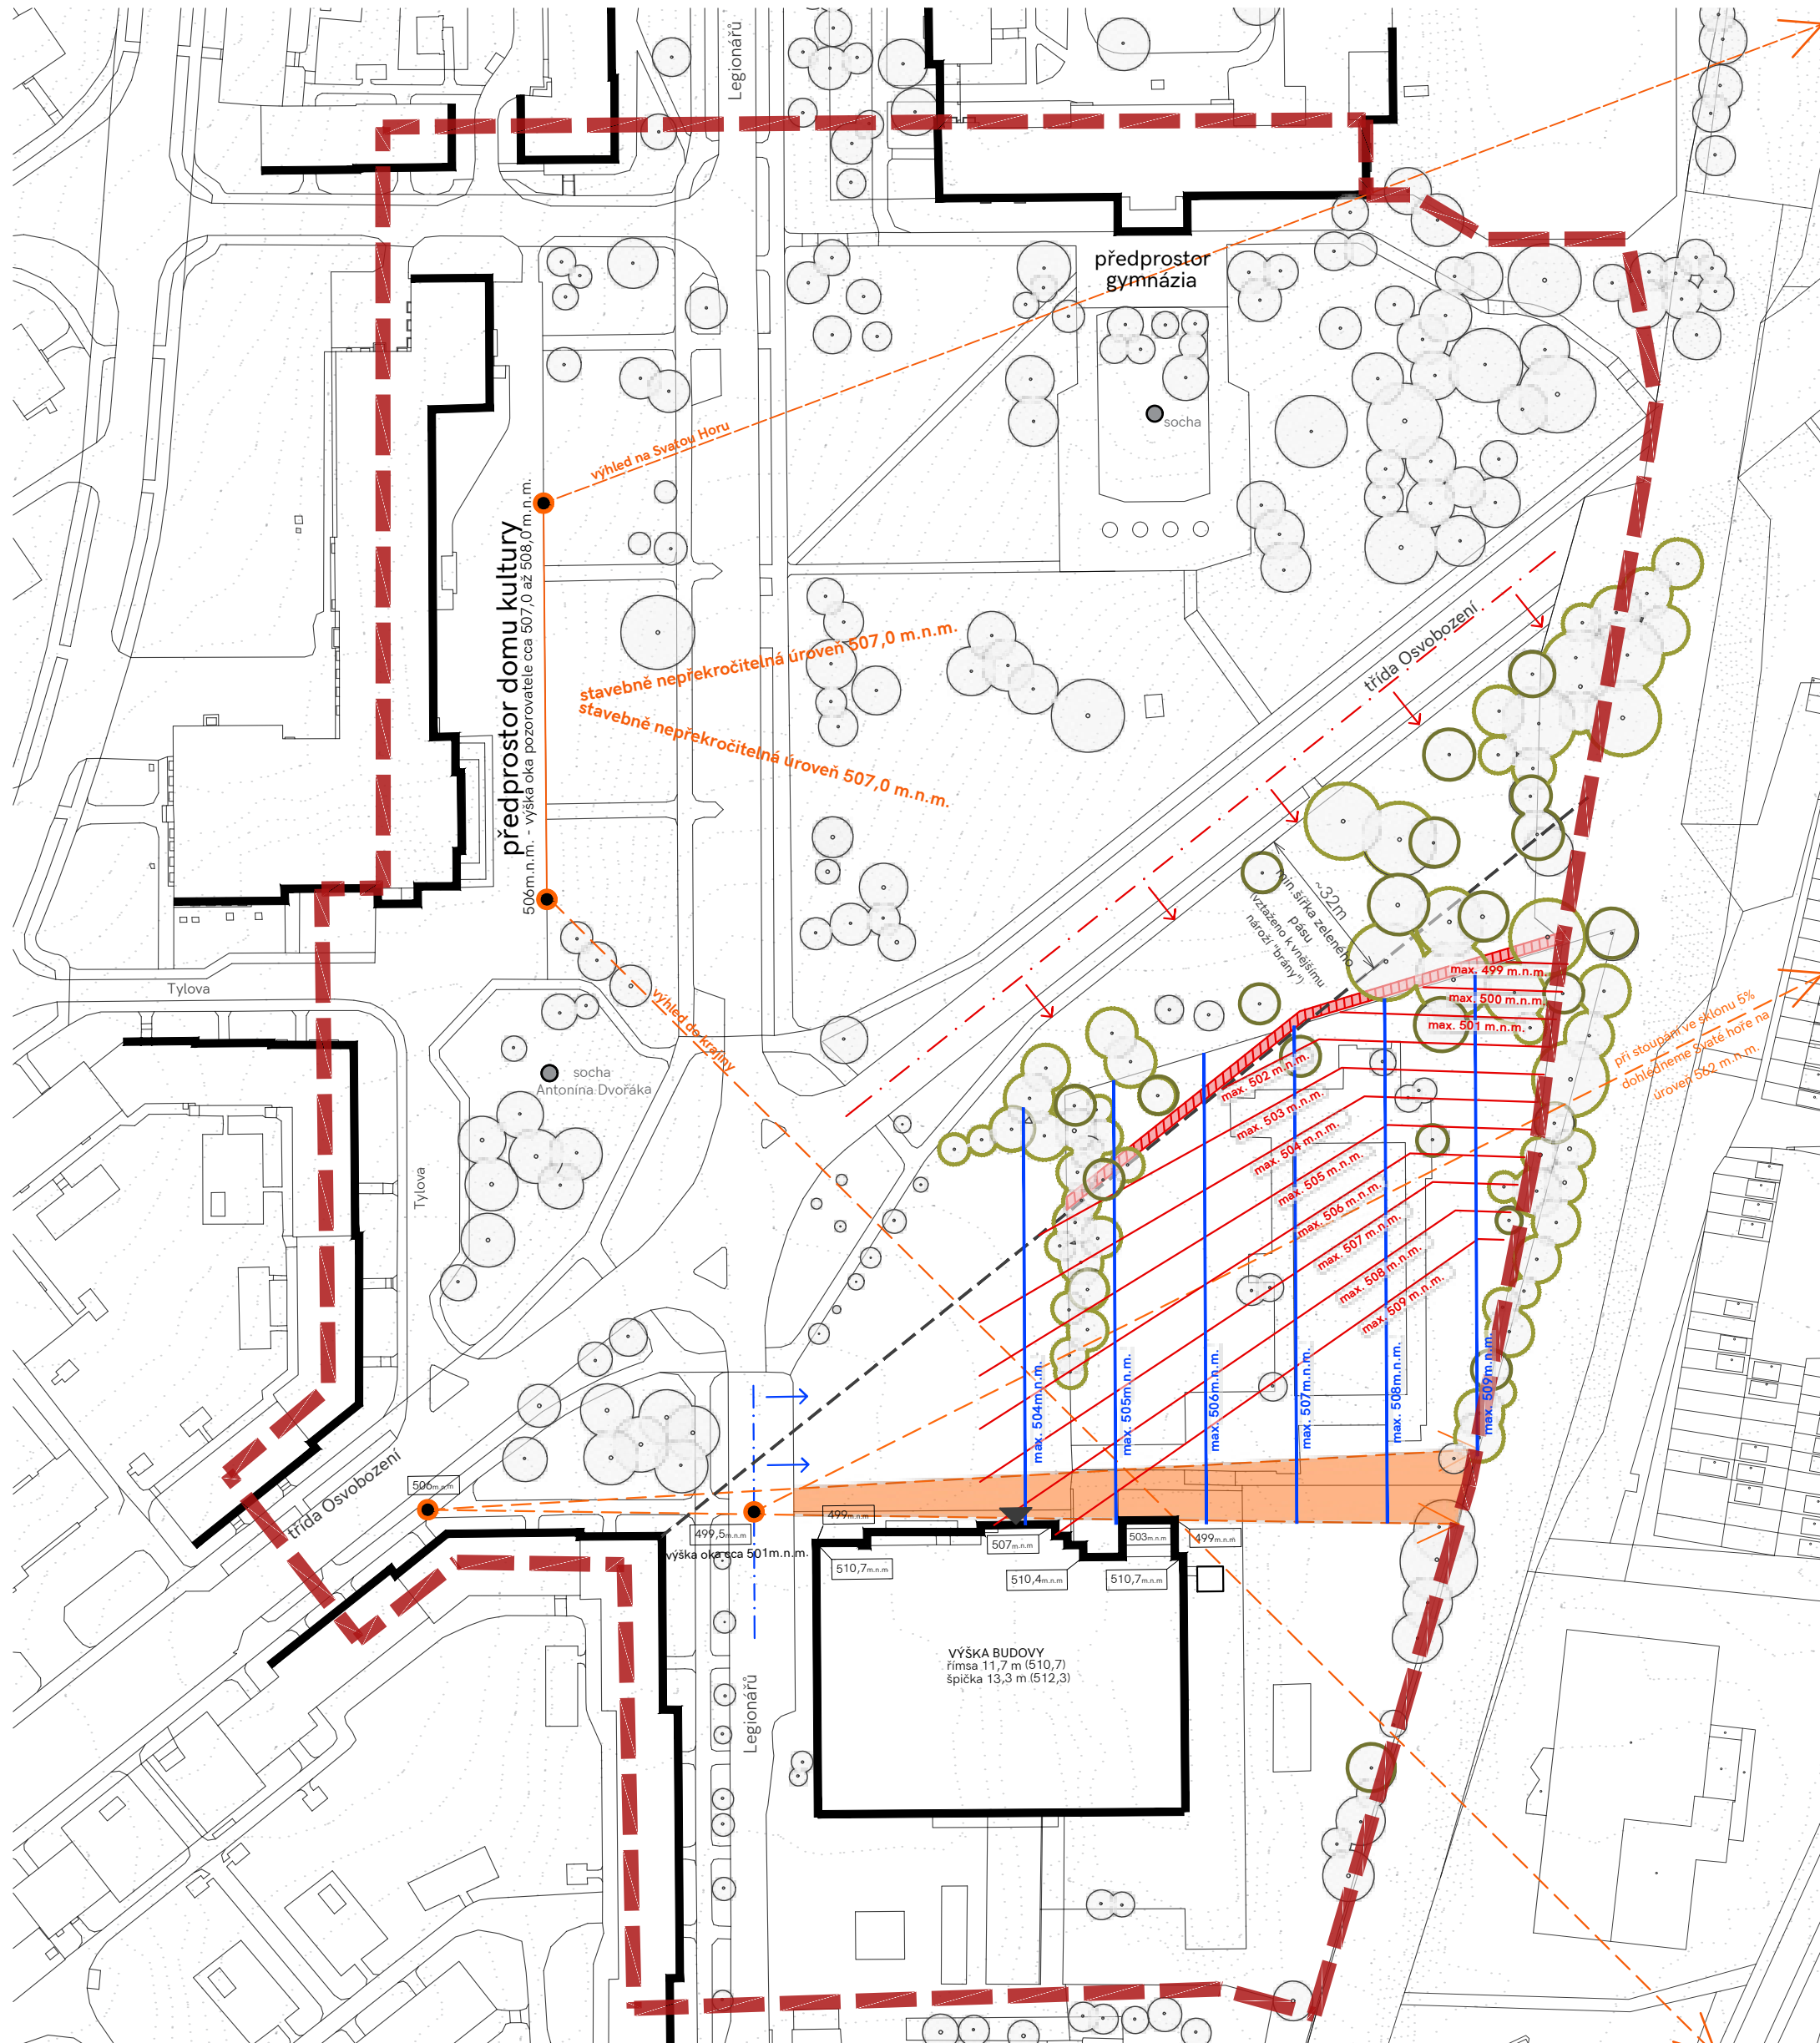 Legionářů
předprostor
gymnázia
socha
výhled na Svatou Horu
předprostor domu kultury
506m.n.m. - výška oka pozorovatele cca 507,0 až 508,0 m.n.m.
stavebně nepřekročitelná úroveň 507,0 m.n.m.
stavebně nepřekročitelná úroveň 507,0 m.n.m.
třída Osvobození
~32m
min. šířka zeleného
pásu
(vztaženo k vnějšímu
nároží "brány")
Tylova
výhled do krajiny
socha
Antonína Dvořáka
Tylova
max. 499 m.n.m.
max. 500 m.n.m.
max. 501 m.n.m.
max. 502 m.n.m.
max. 503 m.n.m.
max. 504 m.n.m.
max. 505 m.n.m.
max. 506 m.n.m.
max. 507 m.n.m.
max. 508 m.n.m.
max. 509 m.n.m.
při stoupání ve sklonu 5%
dohlédneme Svaté hoře na
úroveň 562 m.n.m.
max. 504m.n.m.
max. 505m.n.m.
max. 506m.n.m.
max. 507m.n.m.
max. 508m.n.m.
max. 509m.n.m.
třída Osvobození
506m.n.m
499,5m.n.m
výška oka cca 501m.n.m.
499m.n.m
507m.n.m
503m.n.m
499m.n.m
510,7m.n.m
510,4m.n.m
510,7m.n.m
VÝŠKA BUDOVY
římsa 11,7 m (510,7)
špička 13,3 m (512,3)
Legionářů